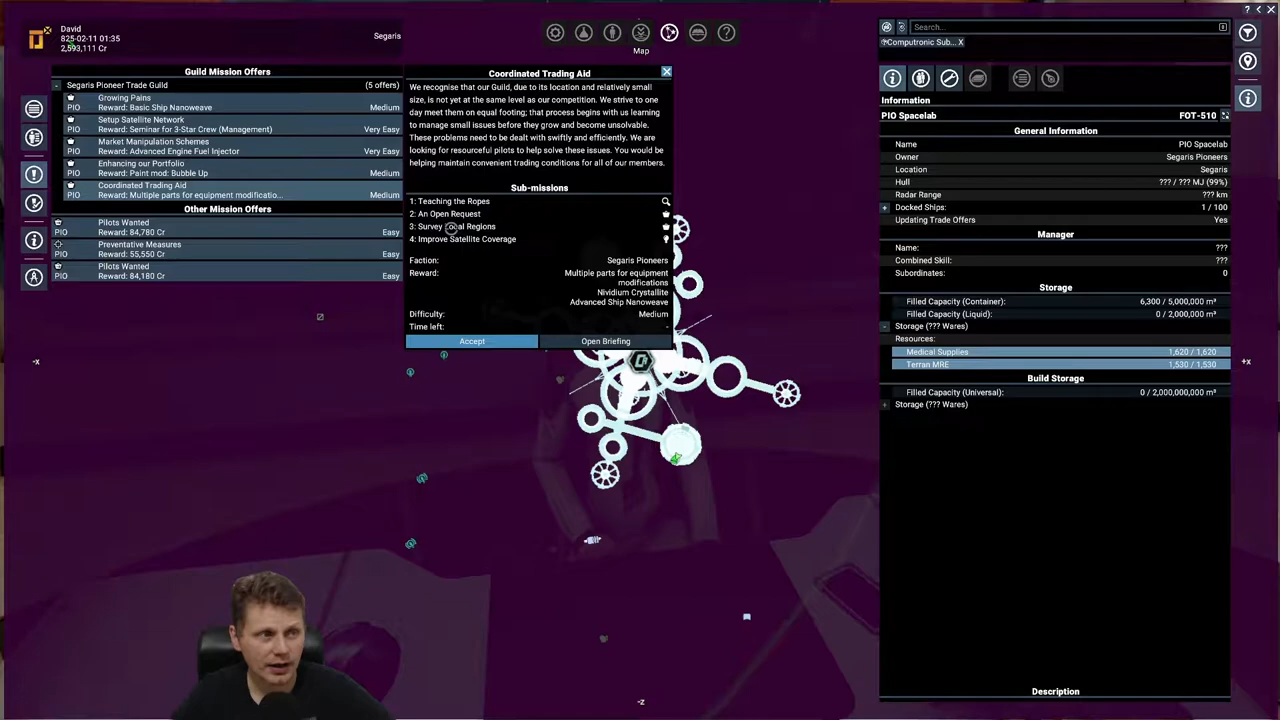 David
825-02-11 01:35
2,593,111 Cr
Segaris
Map
Guild Mission Offers
- Segaris Pioneer Trade Guild (5 offers)
Growing Pains
PIO Reward: Basic Ship Nanoweave Medium
Setup Satellite Network
PIO Reward: Seminar for 3-Star Crew (Management) Very Easy
Market Manipulation Schemes
PIO Reward: Advanced Engine Fuel Injector Very Easy
Enhancing our Portfolio
PIO Reward: Paint mod: Bubble Up Medium
Coordinated Trading Aid
PIO Reward: Multiple parts for equipment modificatio... Medium
Other Mission Offers
Pilots Wanted
PIO Reward: 84,780 Cr Easy
Preventative Measures
PIO Reward: 55,550 Cr Easy
Pilots Wanted
PIO Reward: 84,180 Cr Easy
Coordinated Trading Aid
We recognise that our Guild, due to its location and relatively small
size, is not yet at the same level as our competition. We strive to one
day meet them on equal footing; that process begins with us learning
to manage small issues before they grow and become unsolvable.
These problems need to be dealt with swiftly and efficiently. We are
looking for resourceful pilots to help solve these issues. You would be
helping maintain convenient trading conditions for all of our members.
Sub-missions
1: Teaching the Ropes
2: An Open Request
3: Survey Local Regions
4: Improve Satellite Coverage
Faction: Segaris Pioneers
Reward: Multiple parts for equipment
modifications
Nividium Crystallite
Advanced Ship Nanoweave
Difficulty: Medium
Time left: -
Accept Open Briefing
-x
+x
-z
Search...
Computronic Sub... X
Information
PIO Spacelab FOT-510
General Information
Name PIO Spacelab
Owner Segaris Pioneers
Location Segaris
Hull ??? / ??? MJ (99%)
Radar Range ??? km
+ Docked Ships: 1 / 100
Updating Trade Offers Yes
Manager
Name: ???
Combined Skill: ???
Subordinates: 0
Storage
Filled Capacity (Container): 6,300 / 5,000,000 m³
Filled Capacity (Liquid): 0 / 2,000,000 m³
- Storage (??? Wares)
Resources:
Medical Supplies 1,620 / 1,620
Terran MRE 1,530 / 1,530
Build Storage
Filled Capacity (Universal): 0 / 2,000,000,000 m³
+ Storage (??? Wares)
Description